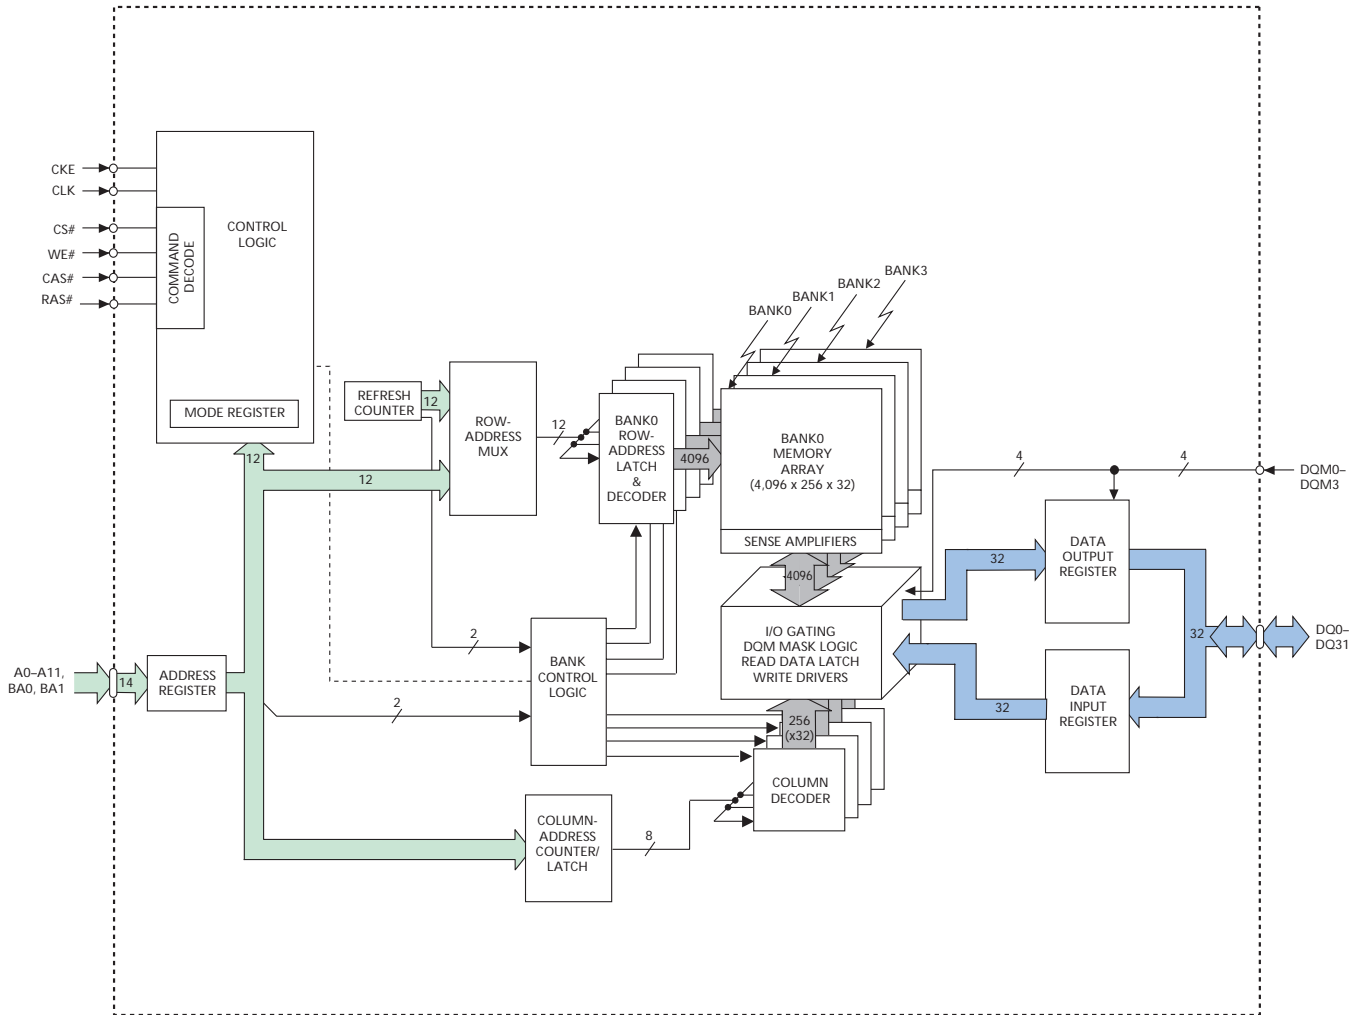 CKE
CLK
CS#
WE#
CAS#
RAS#
COMMAND
DECODE
CONTROL
LOGIC
MODE REGISTER
12
12
REFRESH
COUNTER
12
ROW-
ADDRESS
MUX
12
BANK0
ROW-
ADDRESS
LATCH
&
DECODER
4096
BANK0
BANK1
BANK2
BANK3
BANK0
MEMORY
ARRAY
(4,096 x 256 x 32)
SENSE AMPLIFIERS
4096
I/O GATING
DQM MASK LOGIC
READ DATA LATCH
WRITE DRIVERS
256
(x32)
COLUMN
DECODER
A0–A11,
BA0, BA1
14
ADDRESS
REGISTER
2
2
BANK
CONTROL
LOGIC
COLUMN-
ADDRESS
COUNTER/
LATCH
8
4
4
DQM0–
DQM3
32
DATA
OUTPUT
REGISTER
32
DQ0–
DQ31
32
DATA
INPUT
REGISTER